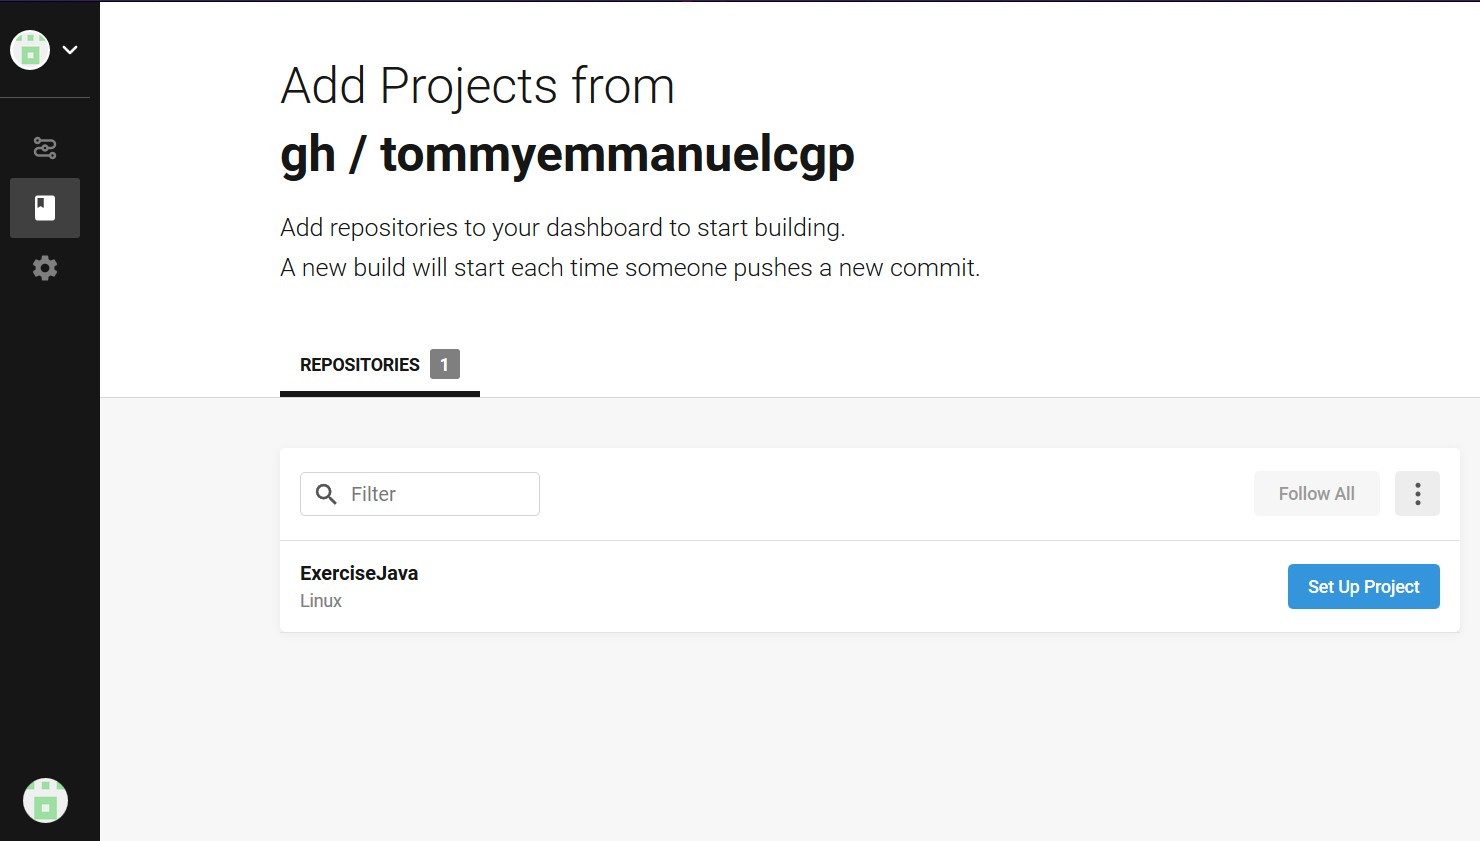 Add Projects from
gh / tommyemmanuelcgp
Add repositories to your dashboard to start building.
A new build will start each time someone pushes a new commit.
REPOSITORIES 1
Filter
Follow All
ExerciseJava
Linux
Set Up Project